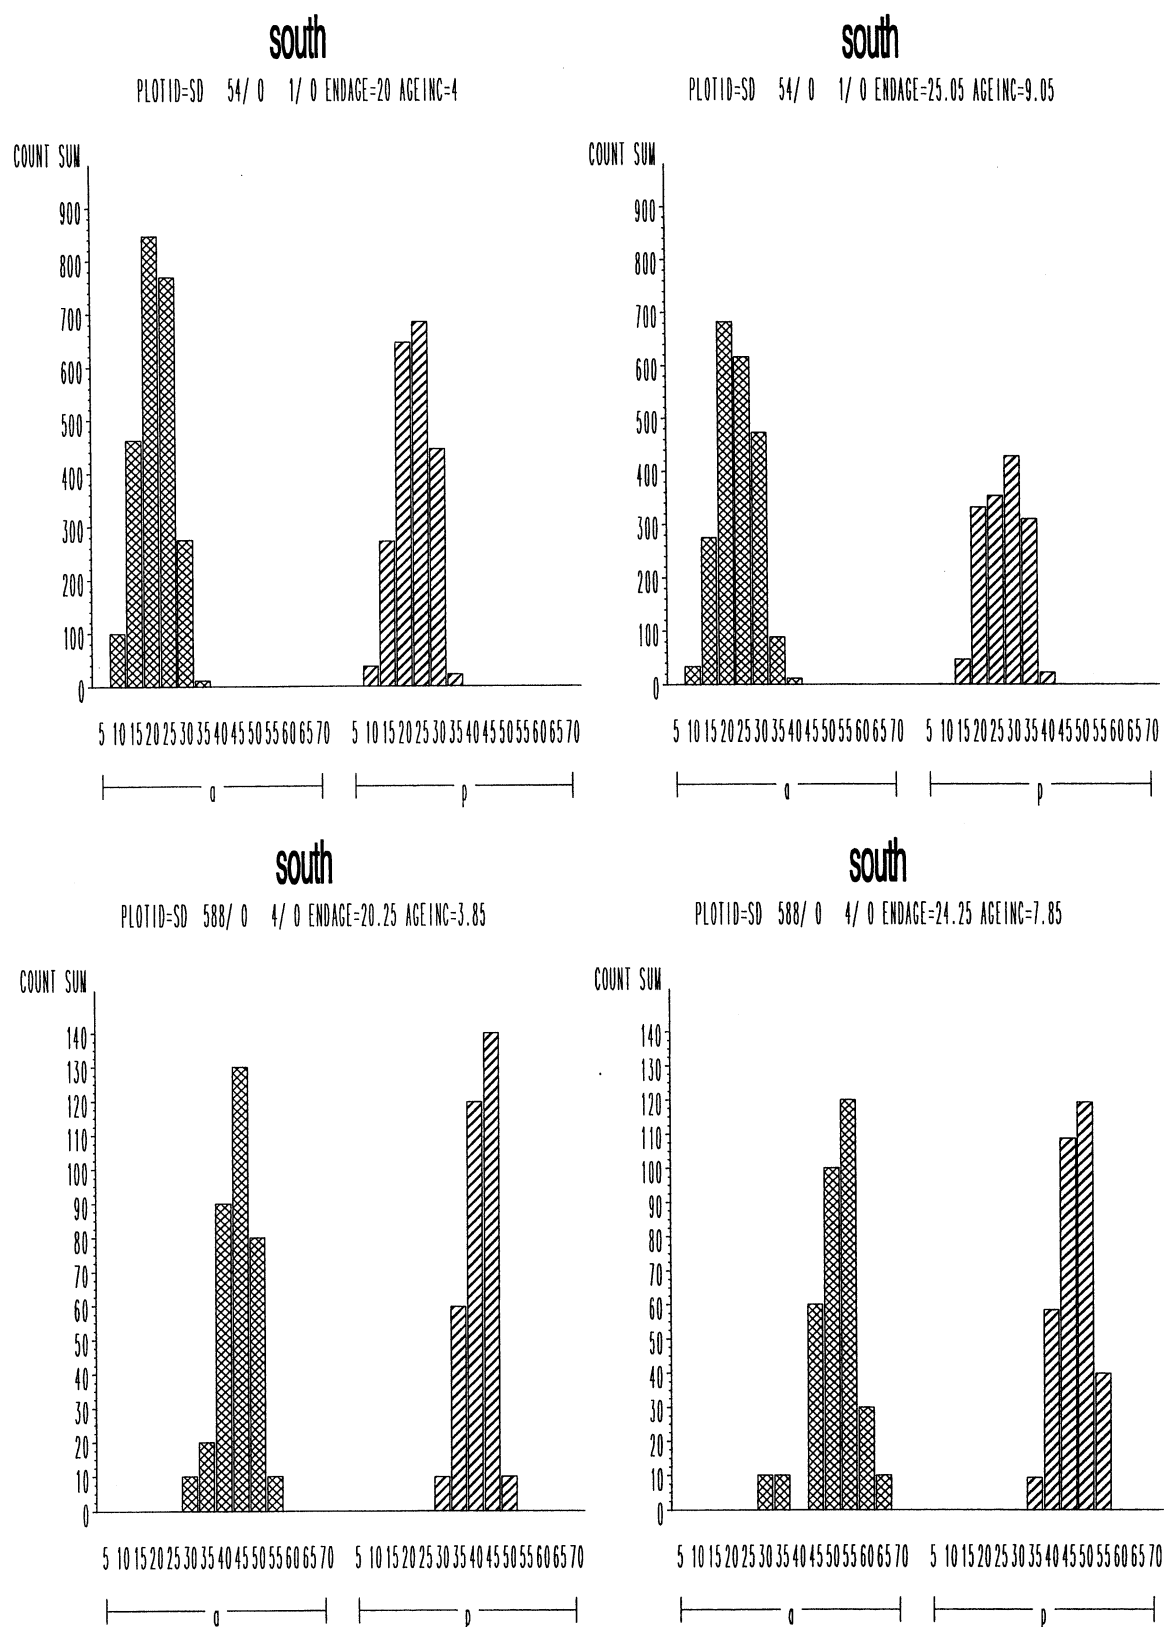 south
PLOTID=SD 54/ 0 1/ 0 ENDAGE=20 AGEINC=4
COUNT SUM
900
800
700
600
500
400
300
200
100
0
5 10 15 20 25 30 35 40 45 50 55 60 65 70 5 10 15 20 25 30 35 40 45 50 55 60 65 70
a p
south
PLOTID=SD 54/ 0 1/ 0 ENDAGE=25.05 AGEINC=9.05
COUNT SUM
900
800
700
600
500
400
300
200
100
0
5 10 15 20 25 30 35 40 45 50 55 60 65 70 5 10 15 20 25 30 35 40 45 50 55 60 65 70
a p
south
PLOTID=SD 588/ 0 4/ 0 ENDAGE=20.25 AGEINC=3.85
COUNT SUM
140
130
120
110
100
90
80
70
60
50
40
30
20
10
0
5 10 15 20 25 30 35 40 45 50 55 60 65 70 5 10 15 20 25 30 35 40 45 50 55 60 65 70
a p
south
PLOTID=SD 588/ 0 4/ 0 ENDAGE=24.25 AGEINC=7.85
COUNT SUM
140
130
120
110
100
90
80
70
60
50
40
30
20
10
0
5 10 15 20 25 30 35 40 45 50 55 60 65 70 5 10 15 20 25 30 35 40 45 50 55 60 65 70
a p